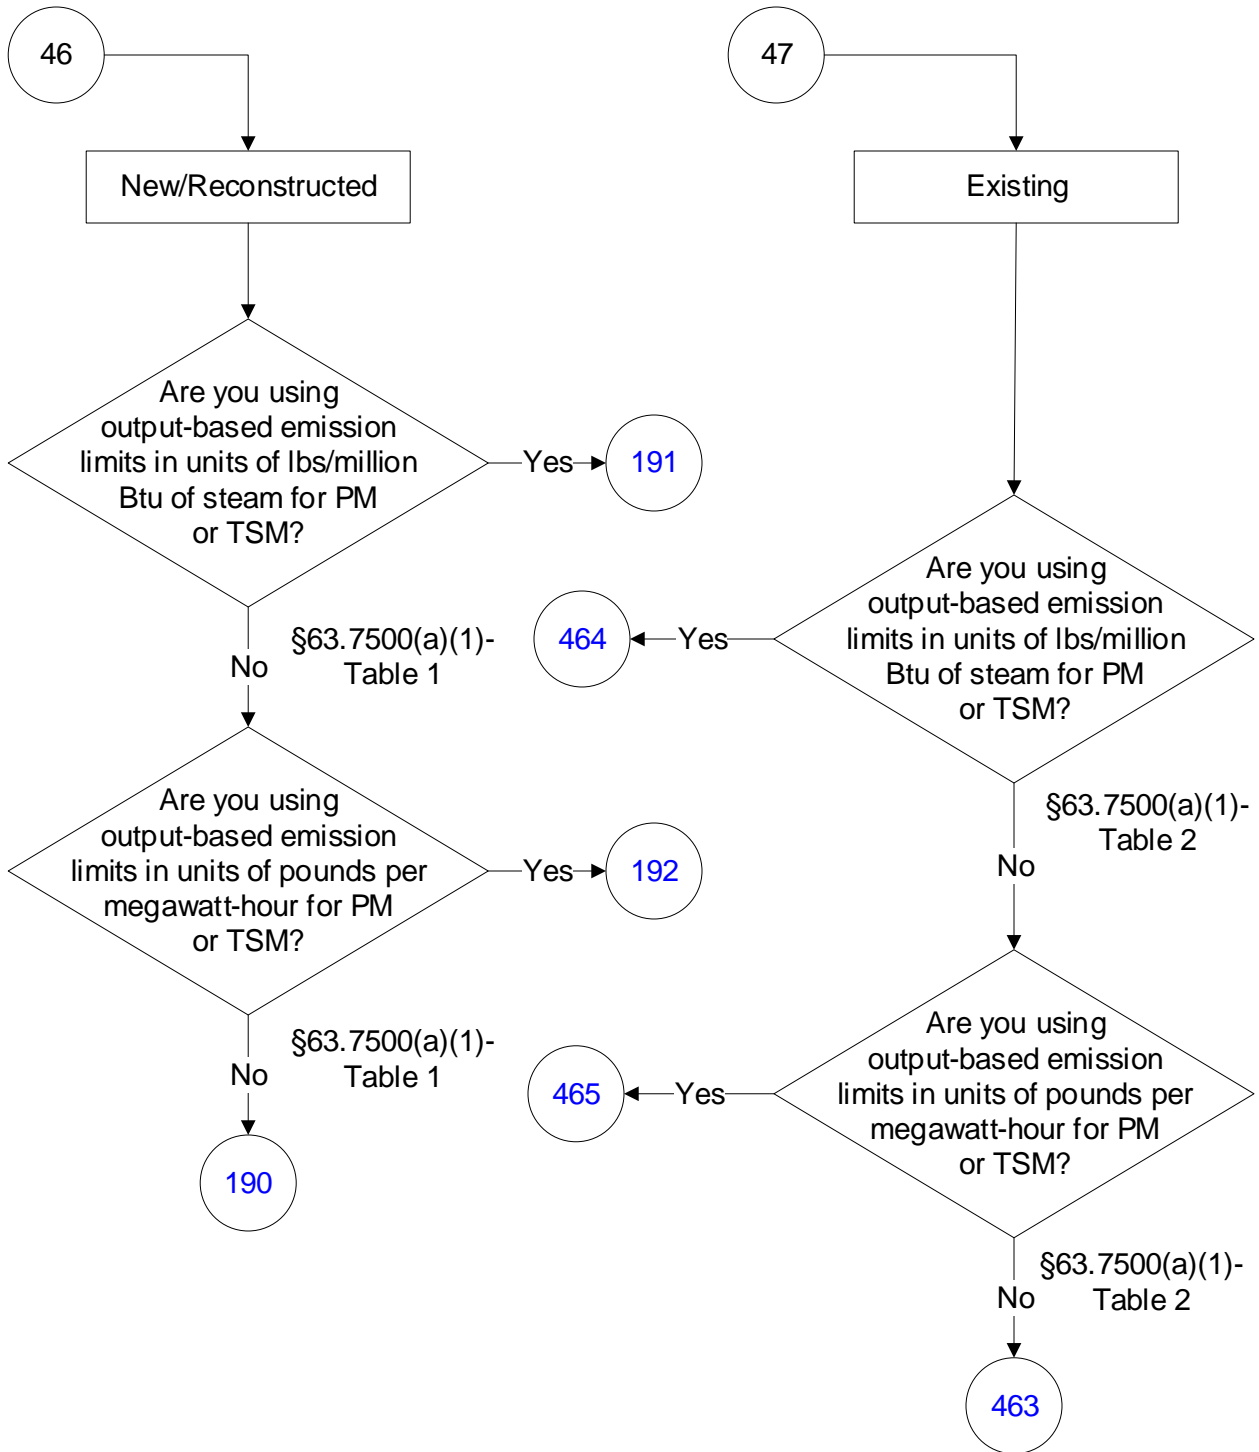 46
New/Reconstructed
Are you using
output-based emission
limits in units of lbs/million
Btu of steam for PM
or TSM?
Yes
191
No
§63.7500(a)(1)-
Table 1
Are you using
output-based emission
limits in units of pounds per
megawatt-hour for PM
or TSM?
Yes
192
No
§63.7500(a)(1)-
Table 1
190
47
Existing
Are you using
output-based emission
limits in units of lbs/million
Btu of steam for PM
or TSM?
Yes
464
No
§63.7500(a)(1)-
Table 2
Are you using
output-based emission
limits in units of pounds per
megawatt-hour for PM
or TSM?
Yes
465
No
§63.7500(a)(1)-
Table 2
463